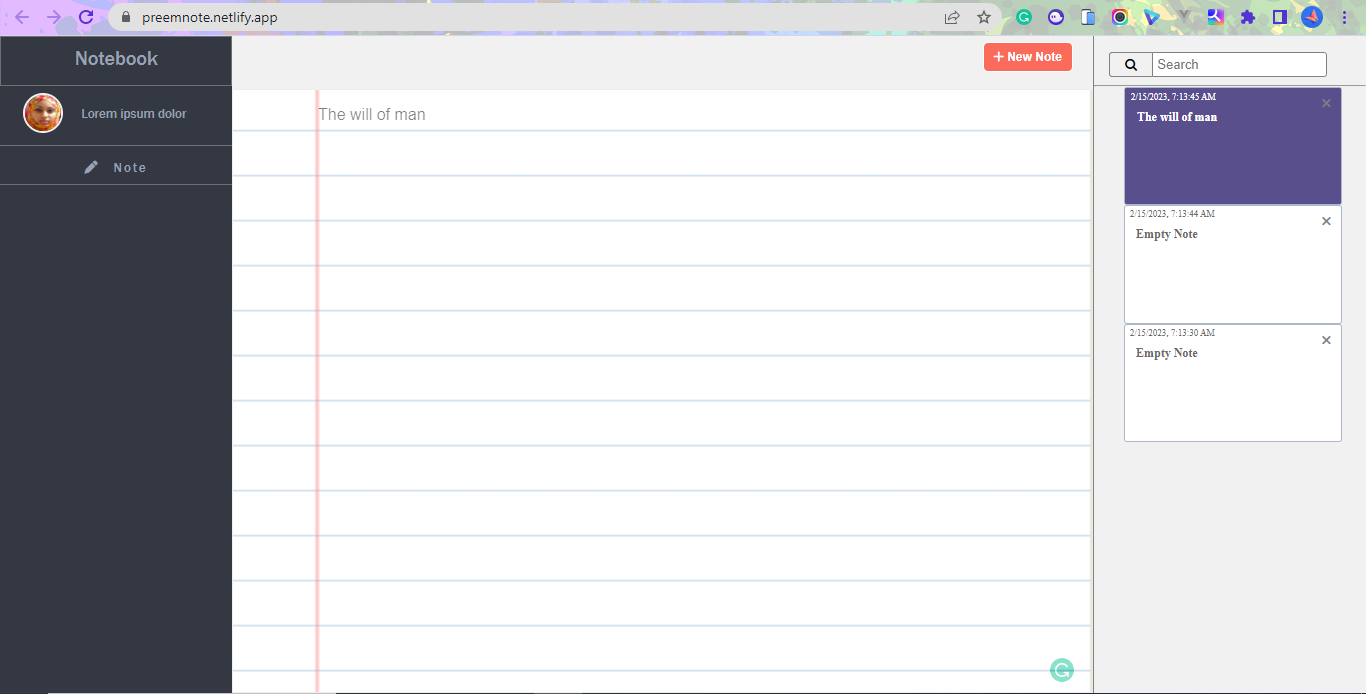 preemnote.netlify.app
Notebook
Lorem ipsum dolor
Note
+ New Note
The will of man
Search
2/15/2023, 7:13:45 AM
The will of man
2/15/2023, 7:13:44 AM
Empty Note
2/15/2023, 7:13:30 AM
Empty Note